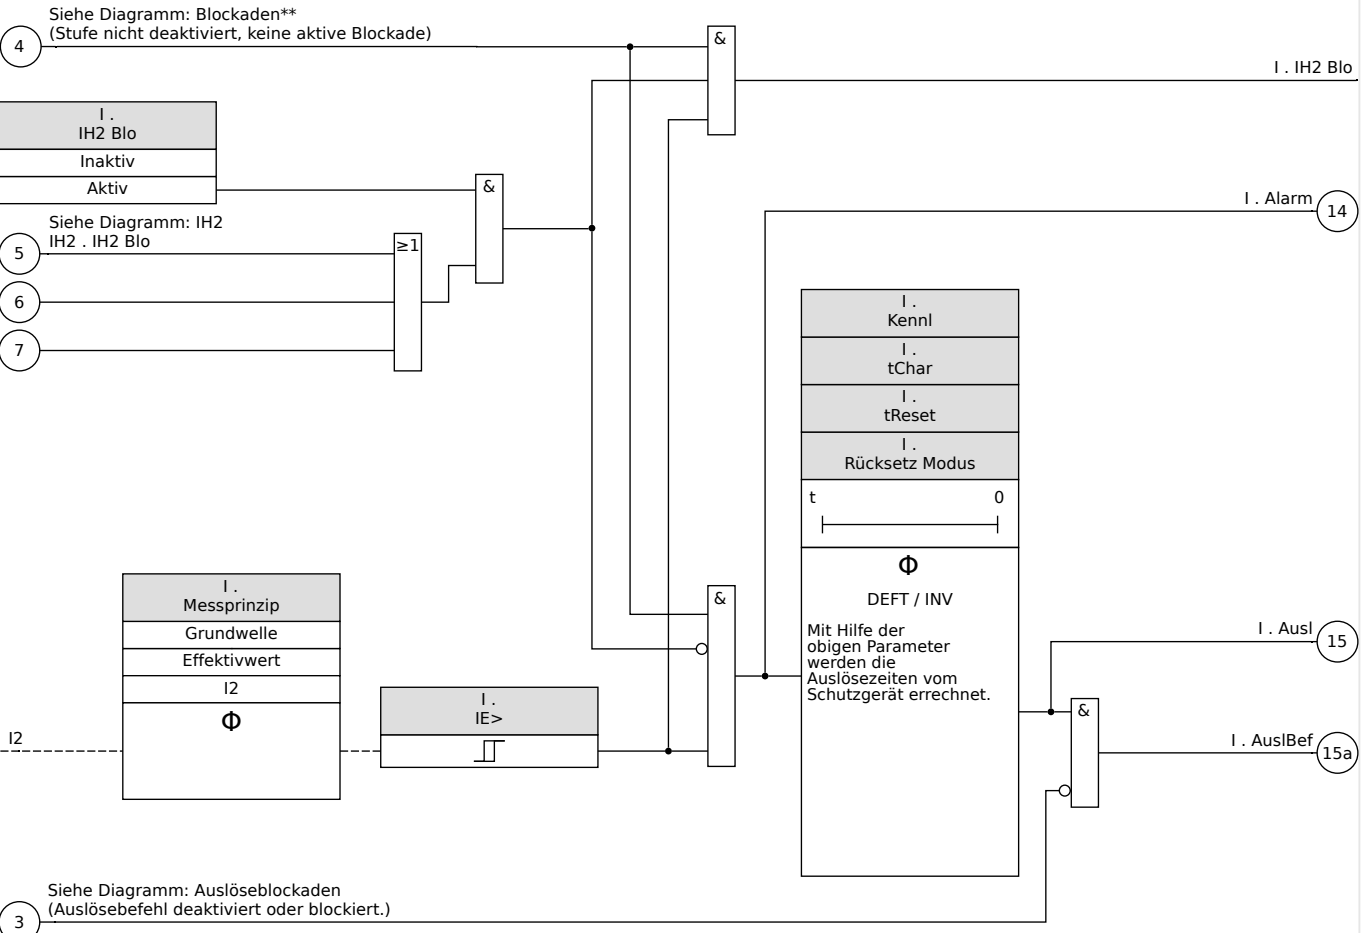 Siehe Diagramm: Blockaden**
(Stufe nicht deaktiviert, keine aktive Blockade)
4
&
I . IH2 Blo
I .
IH2 Blo
Inaktiv
Aktiv
&
Siehe Diagramm: IH2
IH2 . IH2 Blo
5
≥1
6
7
I . Alarm
14
I .
Kennl
I .
tChar
I .
tReset
I .
Rücksetz Modus
t 0
Φ
DEFT / INV
Mit Hilfe der
obigen Parameter
werden die
Auslösezeiten vom
Schutzgerät errechnet.
I .
Messprinzip
Grundwelle
Effektivwert
I2
Φ
I2
I .
IE>
&
I . Ausl
15
&
I . AuslBef
15a
Siehe Diagramm: Auslöseblockaden
(Auslösebefehl deaktiviert oder blockiert.)
3